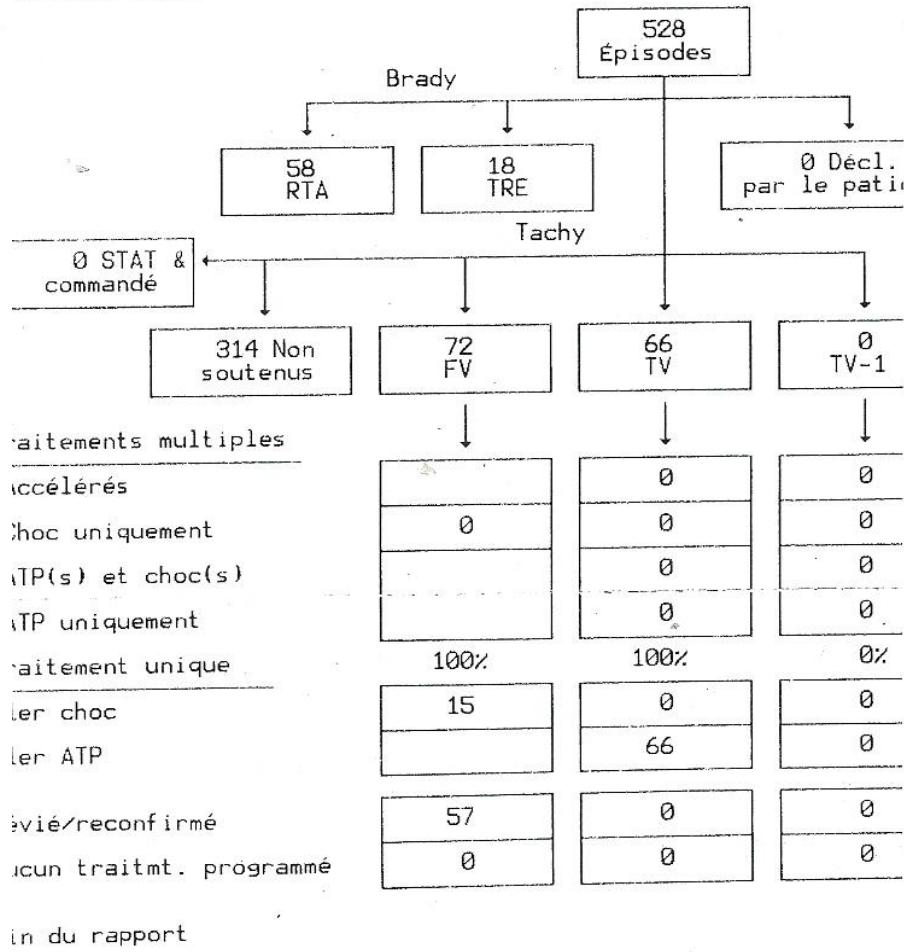 528
Épisodes
Brady
58
RTA
18
TRE
0 Décl.
par le pati
Tachy
0 STAT &
commandé
314 Non
soutenus
72
FV
66
TV
0
TV-1
raitements multiples
ccélérés 0 0
hoc uniquement 0 0 0
TP(s) et choc(s) 0 0
TP uniquement 0 0
raitement unique 100% 100% 0%
er choc 15 0 0
er ATP 66 0
évié/reconfirmé 57 0 0
ucun traitmt. programmé 0 0 0
in du rapport